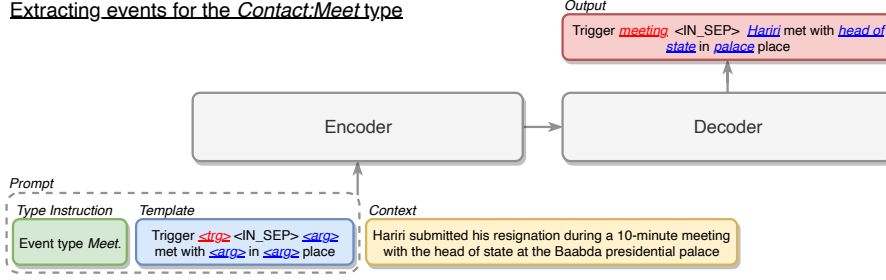 Extracting events for the Contact:Meet type
Output
Trigger meeting <IN_SEP> Hariri met with head of
state in palace place
Encoder
Decoder
Prompt
Type Instruction
Event type Meet.
Template
Trigger <trg> <IN_SEP> <arg>
met with <arg> in <arg> place
Context
Hariri submitted his resignation during a 10-minute meeting
with the head of state at the Baabda presidential palace